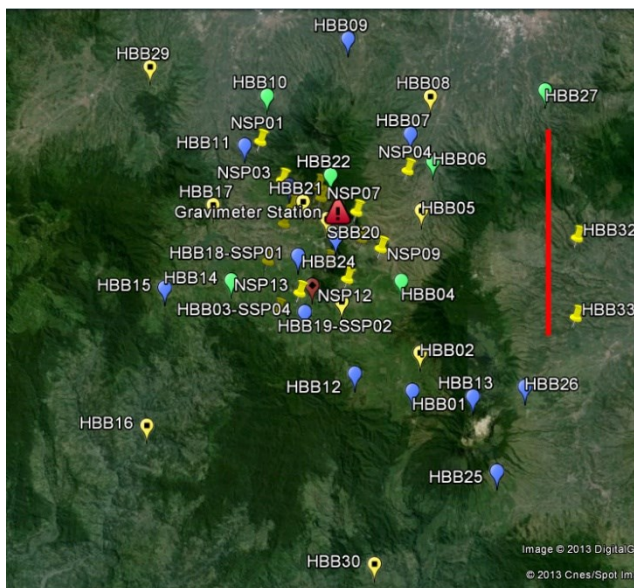 HBB09
HBB29
HBB08
HBB10
HBB27
NSP01
HBB07
HBB11
NSP04
NSP03
HBB22
HBB06
HBB17
HBB21
NSP07
Gravimeter Station
HBB05
SBB20
HBB32
HBB18-SSP01
HBB24
NSP09
HBB15
HBB14
NSP13
NSP12
HBB04
HBB03-SSP04
HBB33
HBB19-SSP02
HBB02
HBB12
HBB13
HBB26
HBB01
HBB16
HBB25
Image © 2013 DigitalG
HBB30
© 2013 Cnes/Spot Im